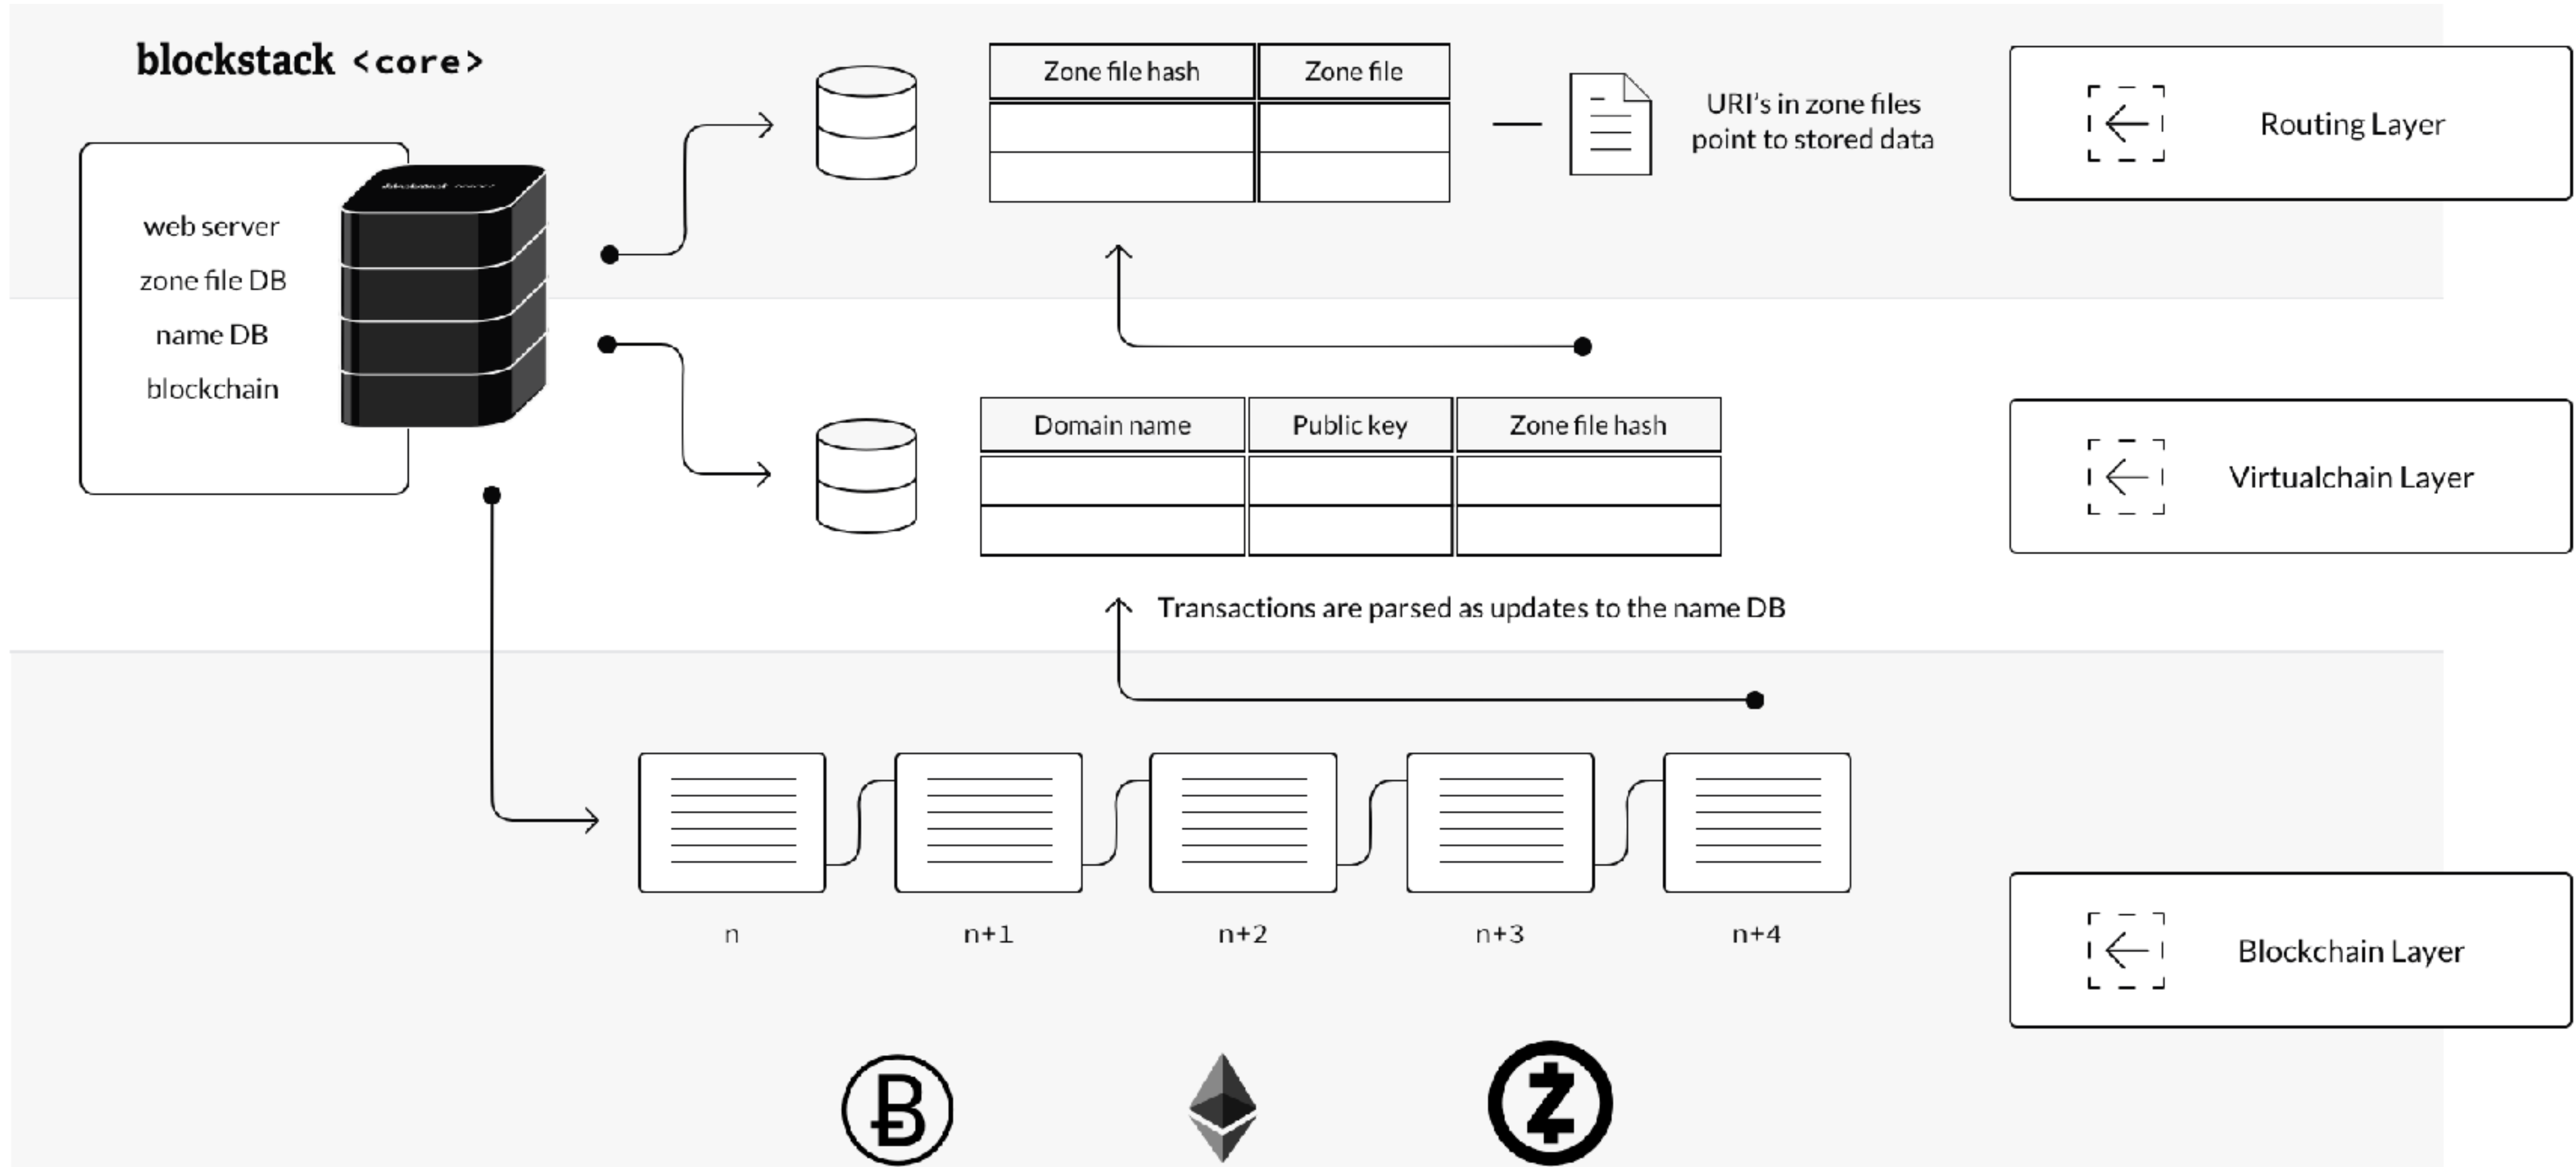 blockstack <core>
web server
zone file DB
name DB
blockchain
Zone file hash
Zone file
URI's in zone files
point to stored data
Routing Layer
Domain name
Public key
Zone file hash
Virtualchain Layer
Transactions are parsed as updates to the name DB
n
n+1
n+2
n+3
n+4
Blockchain Layer